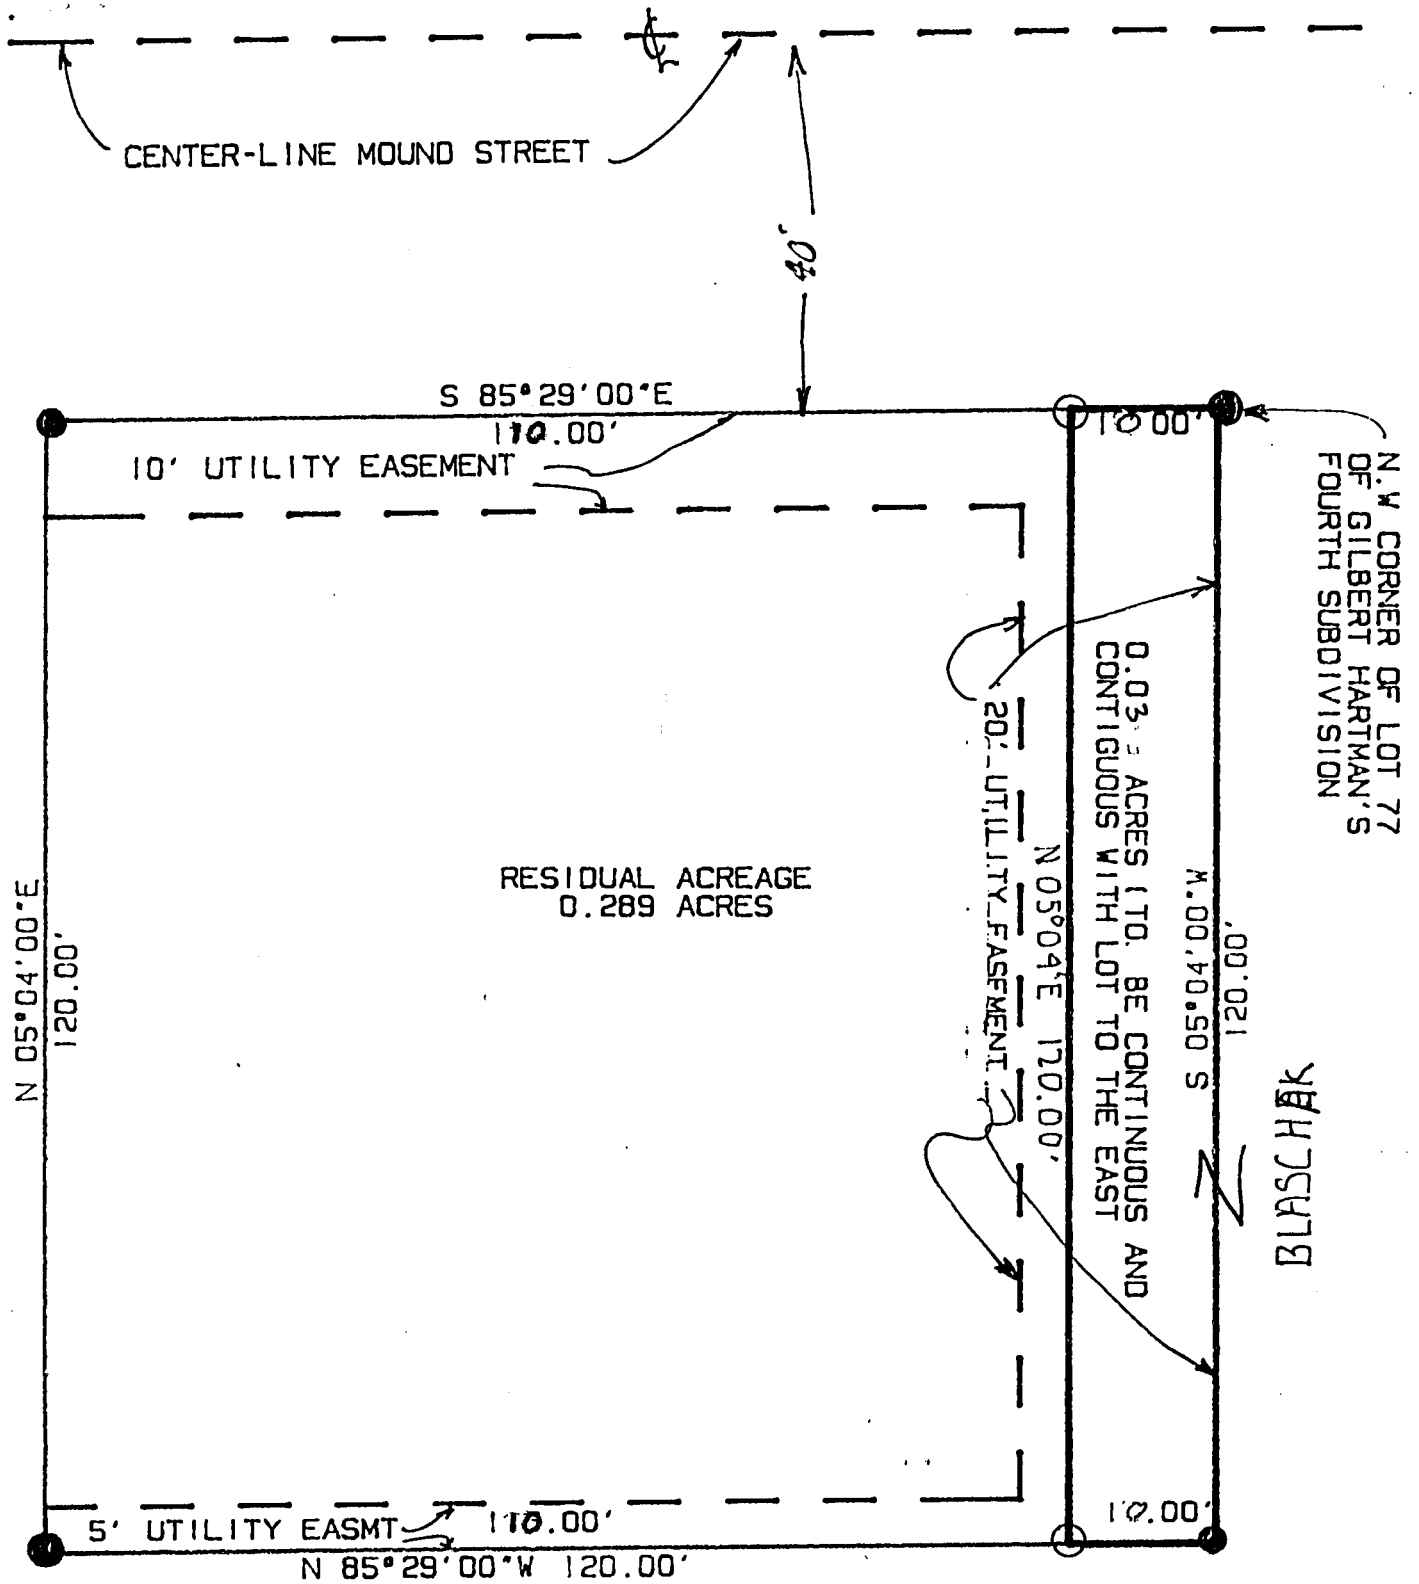 CENTER-LINE MOUND STREET
40'
S 85°29'00"E
110.00'
10.00'
10' UTILITY EASEMENT
N.W CORNER OF LOT 77
OF GILBERT HARTMAN'S
FOURTH SUBDIVISION
0.03 ACRES (TO. BE CONTINUOUS AND
CONTIGUOUS WITH LOT TO THE EAST
20' UTILITY EASEMENT
N 05°04'E 120.00'
S 05°04'00"W
120.00'
RESIDUAL ACREAGE
0.289 ACRES
N 05°04'00"E
120.00'
BLASCHAK
10.00'
5' UTILITY EASMT
110.00'
N 85°29'00"W 120.00'